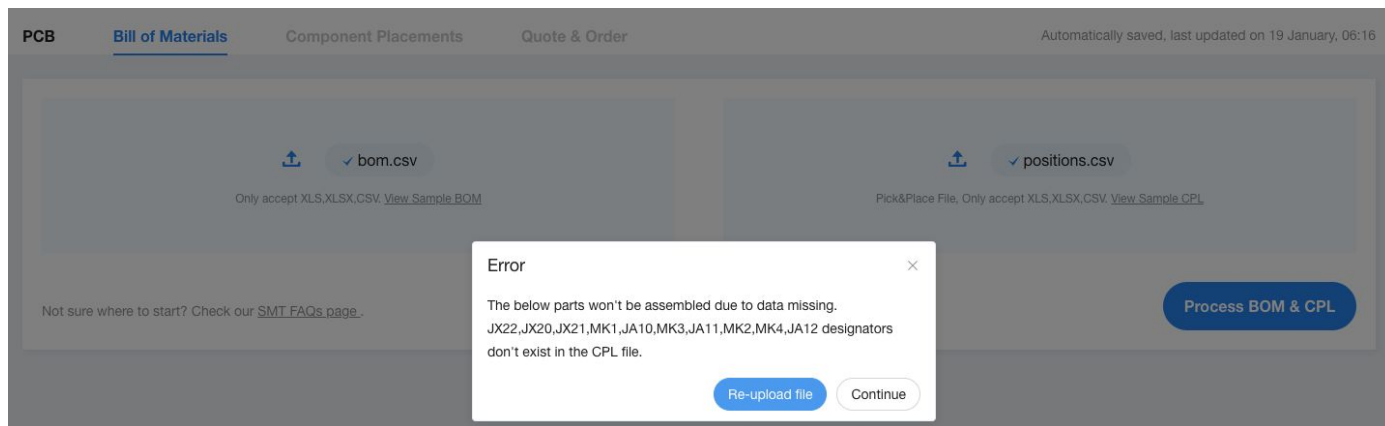 PCB Bill of Materials Component Placements Quote & Order Automatically saved, last updated on 19 January, 06:16
bom.csv
Only accept XLS,XLSX,CSV. View Sample BOM
positions.csv
Pick&Place File, Only accept XLS,XLSX,CSV. View Sample CPL
Not sure where to start? Check our SMT FAQs page .
Process BOM & CPL
Error
The below parts won't be assembled due to data missing.
JX22,JX20,JX21,MK1,JA10,MK3,JA11,MK2,MK4,JA12 designators
don't exist in the CPL file.
Re-upload file Continue